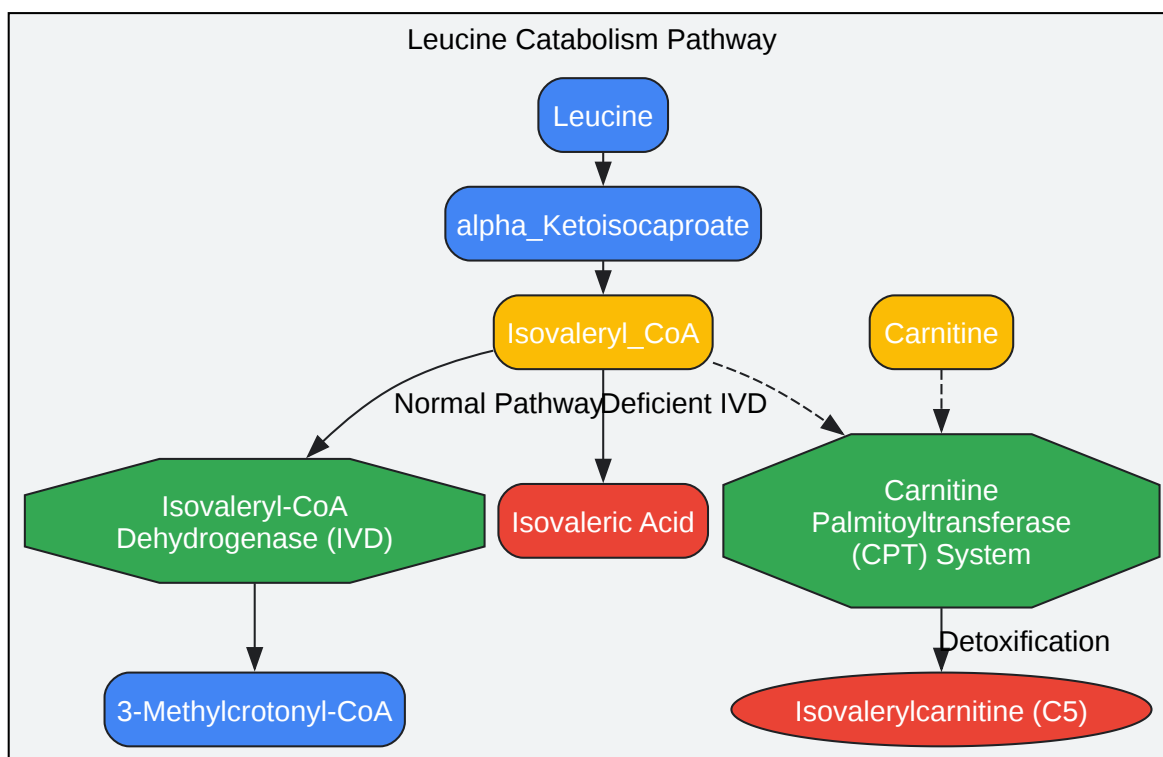 Leucine Catabolism Pathway
Leucine
alpha_Ketoisocaproate
Isovaleryl_CoA
Carnitine
Normal Pathway
Deficient IVD
Isovaleryl-CoA
Dehydrogenase (IVD)
Isovaleric Acid
Carnitine
Palmitoyltransferase
(CPT) System
Detoxification
3-Methylcrotonyl-CoA
Isovalerylcarnitine (C5)